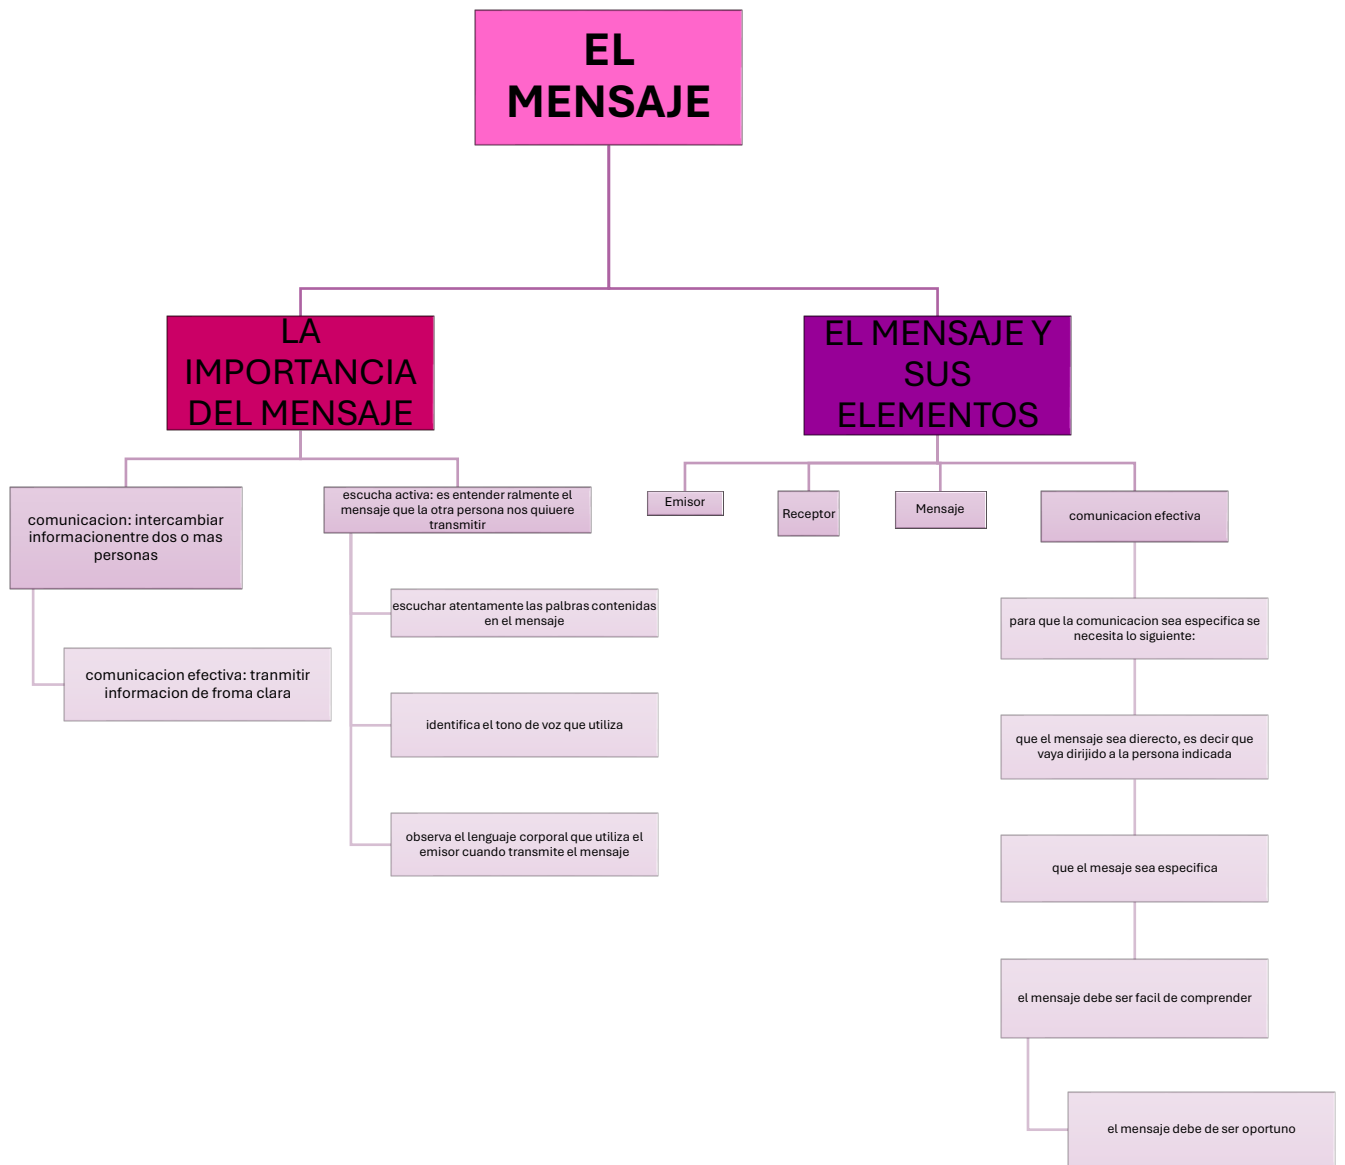 EL
MENSAJE
LA
IMPORTANCIA
DEL MENSAJE
comunicacion: intercambiar
informacionentre dos o mas
personas
comunicacion efectiva: tranmitir
informacion de froma clara
escucha activa: es entender ralmente el
mensaje que la otra persona nos quiuere
transmitir
escuchar atentamente las palbras contenidas
en el mensaje
identifica el tono de voz que utiliza
observa el lenguaje corporal que utiliza el
emisor cuando transmite el mensaje
EL MENSAJE Y
SUS
ELEMENTOS
Emisor
Receptor
Mensaje
comunicacion efectiva
para que la comunicacion sea especifica se
necesita lo siguiente:
que el mensaje sea dierecto, es decir que
vaya dirijido a la persona indicada
que el mesaje sea especifica
el mensaje debe ser facil de comprender
el mensaje debe de ser oportuno